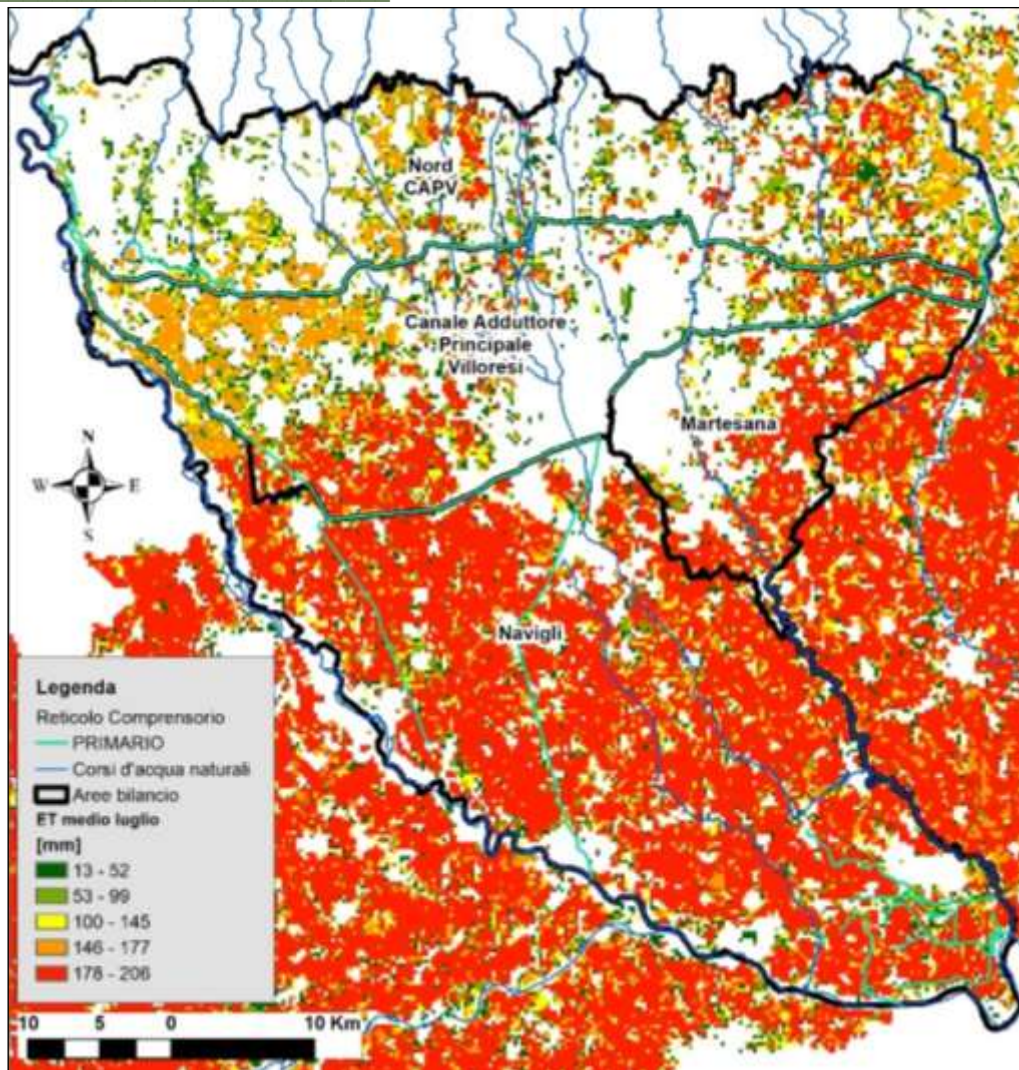 Nord
CAPV
Canale Adduttore
Principale
Villoresi
Martesana
N
W E
S
Navigli
Legenda
Reticolo Comprensorio
PRIMARIO
Corsi d'acqua naturali
Aree bilancio
ET medio luglio
[mm]
13 - 52
53 - 99
100 - 145
146 - 177
178 - 206
10 5 0 10 Km